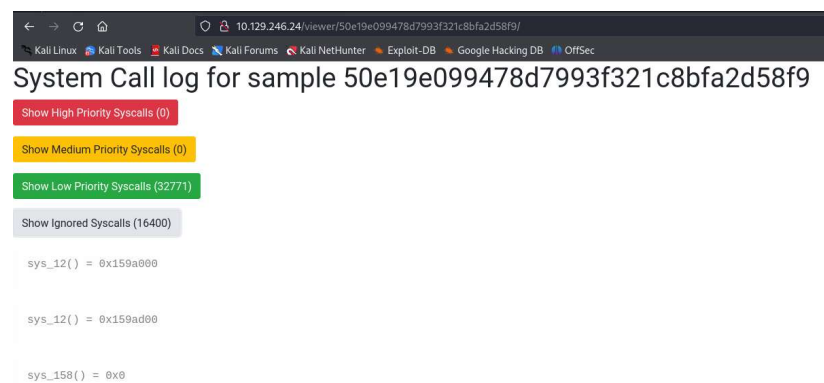 10.129.246.24/viewer/50e19e099478d7993f321c8bfa2d58f9/
Kali Linux Kali Tools Kali Docs Kali Forums Kali NetHunter Exploit-DB Google Hacking DB OffSec
System Call log for sample 50e19e099478d7993f321c8bfa2d58f9
Show High Priority Syscalls (0)
Show Medium Priority Syscalls (0)
Show Low Priority Syscalls (32771)
Show Ignored Syscalls (16400)
sys_12() = 0x159a000
sys_12() = 0x159ad00
sys_158() = 0x0